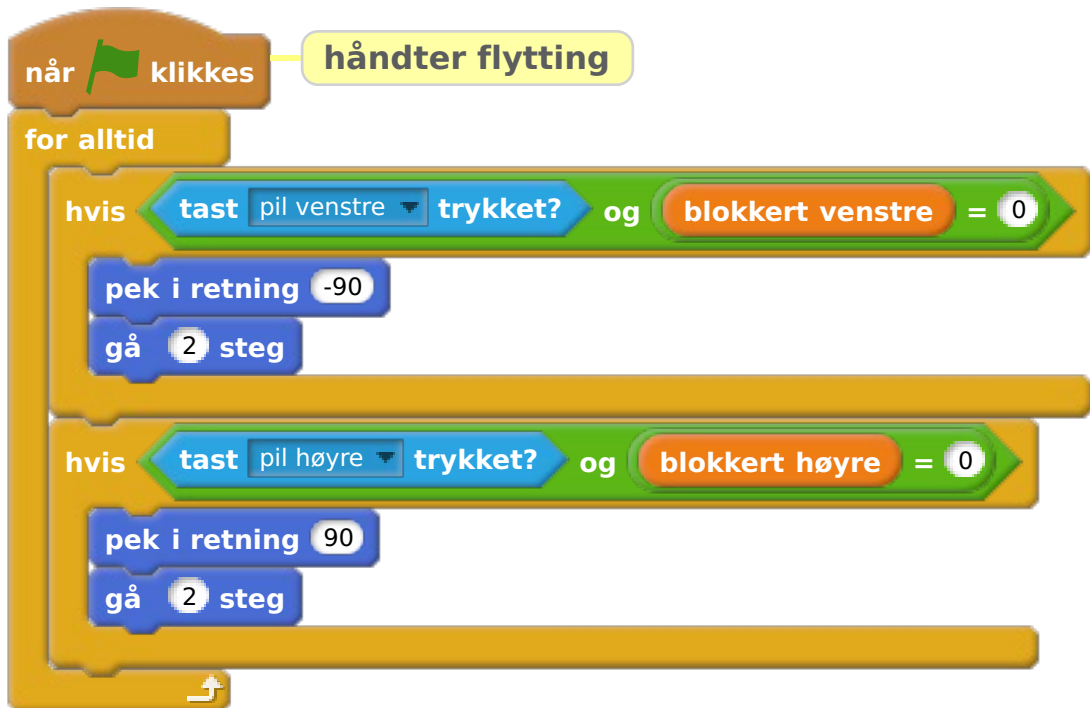 når klikkes
håndter flytting
for alltid
hvis tast pil venstre trykket? og blokkert venstre = 0
pek i retning -90
gå 2 steg
hvis tast pil høyre trykket? og blokkert høyre = 0
pek i retning 90
gå 2 steg